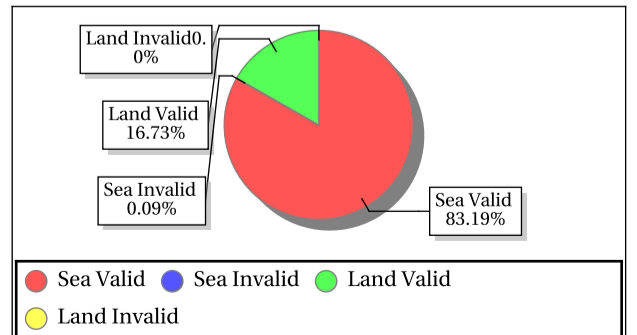 Land Invalid0.
0%
Land Valid
16.73%
Sea Invalid
0.09%
Sea Valid
83.19%
Sea Valid Sea Invalid Land Valid
Land Invalid